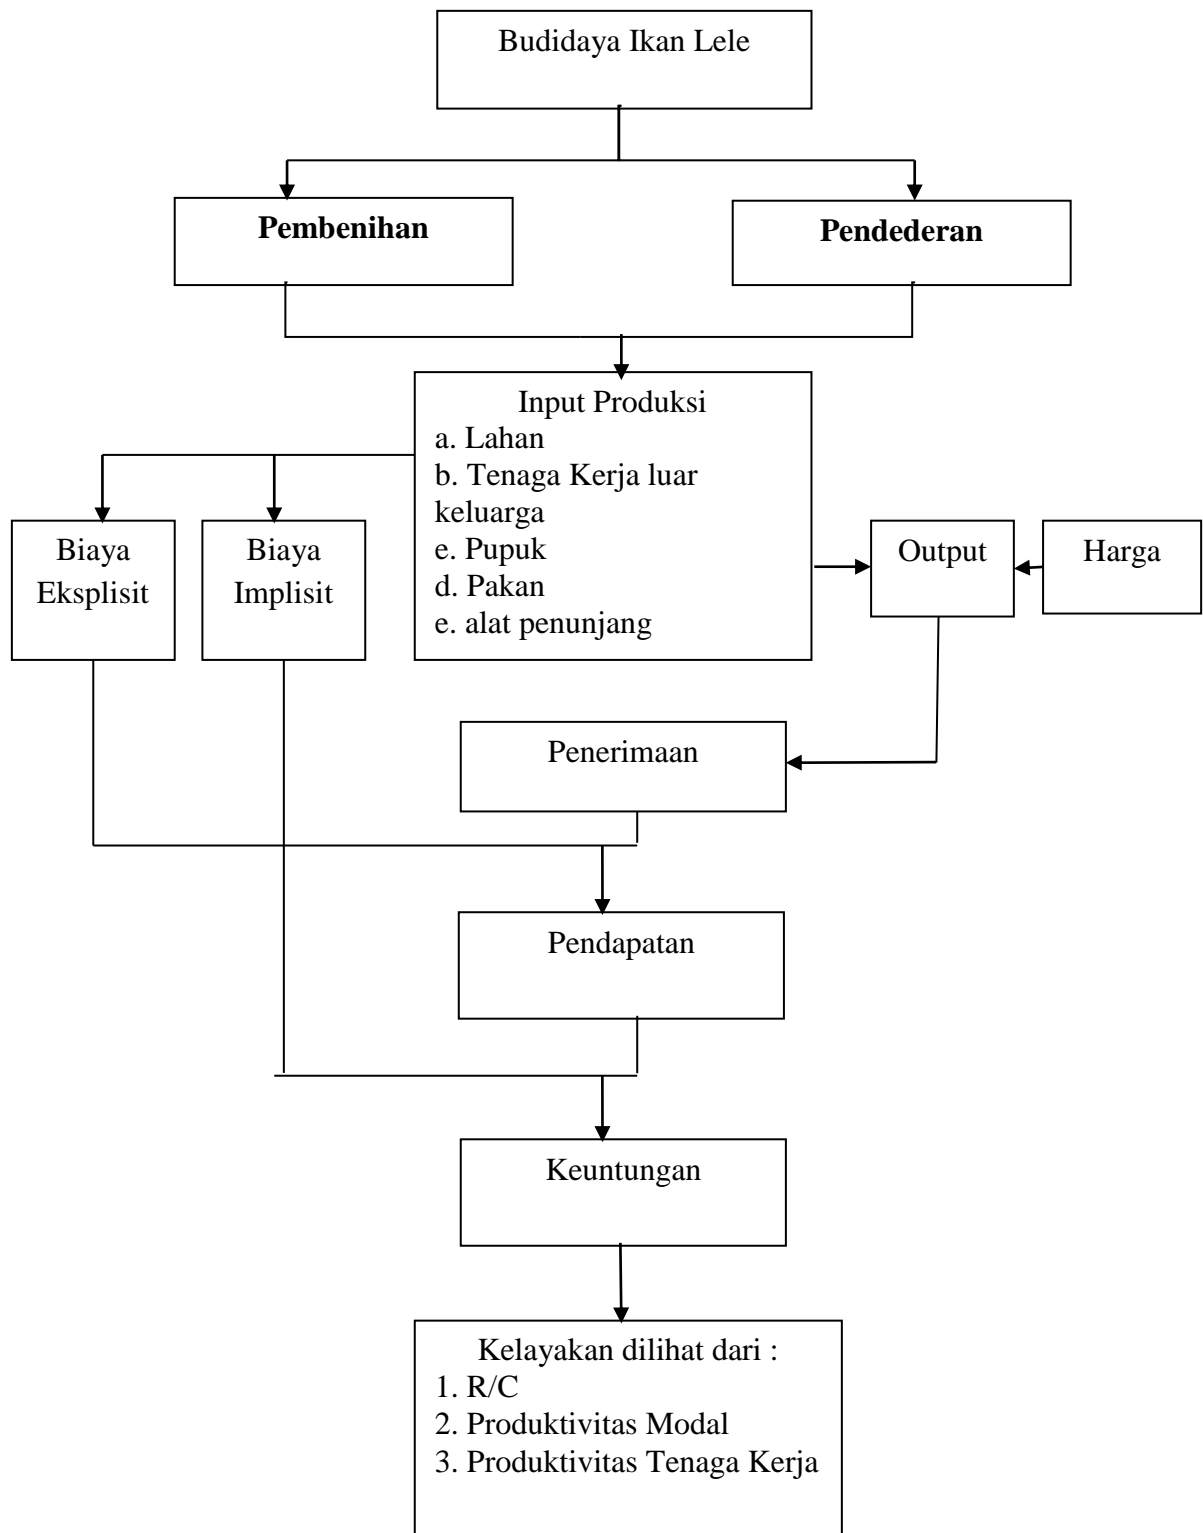 Budidaya Ikan Lele
Pembenihan
Pendederan
Input Produksi
a. Lahan
b. Tenaga Kerja luar
keluarga
e. Pupuk
d. Pakan
e. alat penunjang
Biaya
Eksplisit
Biaya
Implisit
Output
Harga
Penerimaan
Pendapatan
Keuntungan
Kelayakan dilihat dari :
1. R/C
2. Produktivitas Modal
3. Produktivitas Tenaga Kerja